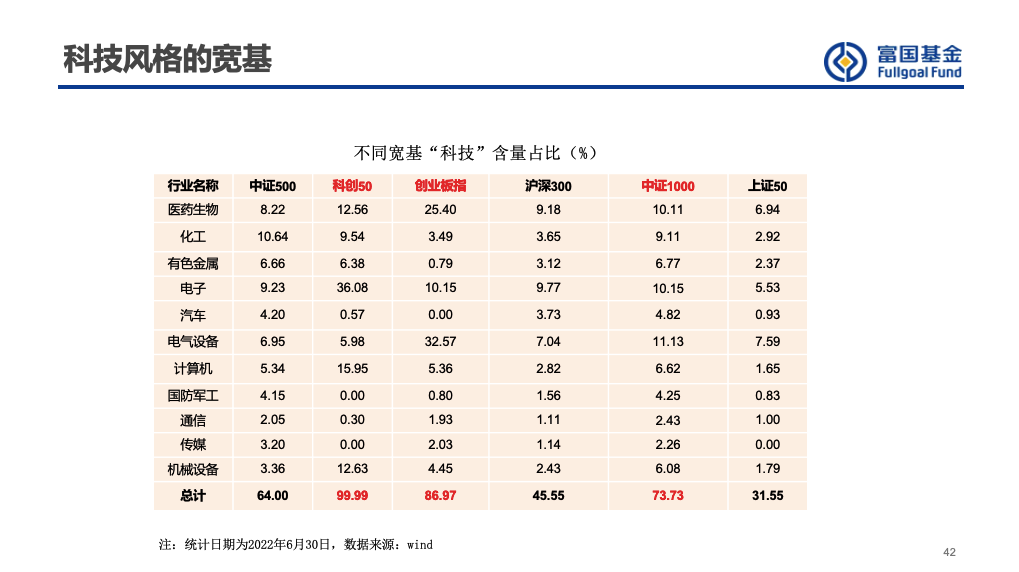 科技风格的宽基
富国基金
Fullgoal Fund
不同宽基“科技”含量占比（%）
行业名称 中证500 科创50 创业板指 沪深300 中证1000 上证50
医药生物 8.22 12.56 25.40 9.18 10.11 6.94
化工 10.64 9.54 3.49 3.65 9.11 2.92
有色金属 6.66 6.38 0.79 3.12 6.77 2.37
电子 9.23 36.08 10.15 9.77 10.15 5.53
汽车 4.20 0.57 0.00 3.73 4.82 0.93
电气设备 6.95 5.98 32.57 7.04 11.13 7.59
计算机 5.34 15.95 5.36 2.82 6.62 1.65
国防军工 4.15 0.00 0.80 1.56 4.25 0.83
通信 2.05 0.30 1.93 1.11 2.43 1.00
传媒 3.20 0.00 2.03 1.14 2.26 0.00
机械设备 3.36 12.63 4.45 2.43 6.08 1.79
总计 64.00 99.99 86.97 45.55 73.73 31.55
注：统计日期为2022年6月30日，数据来源：wind
42